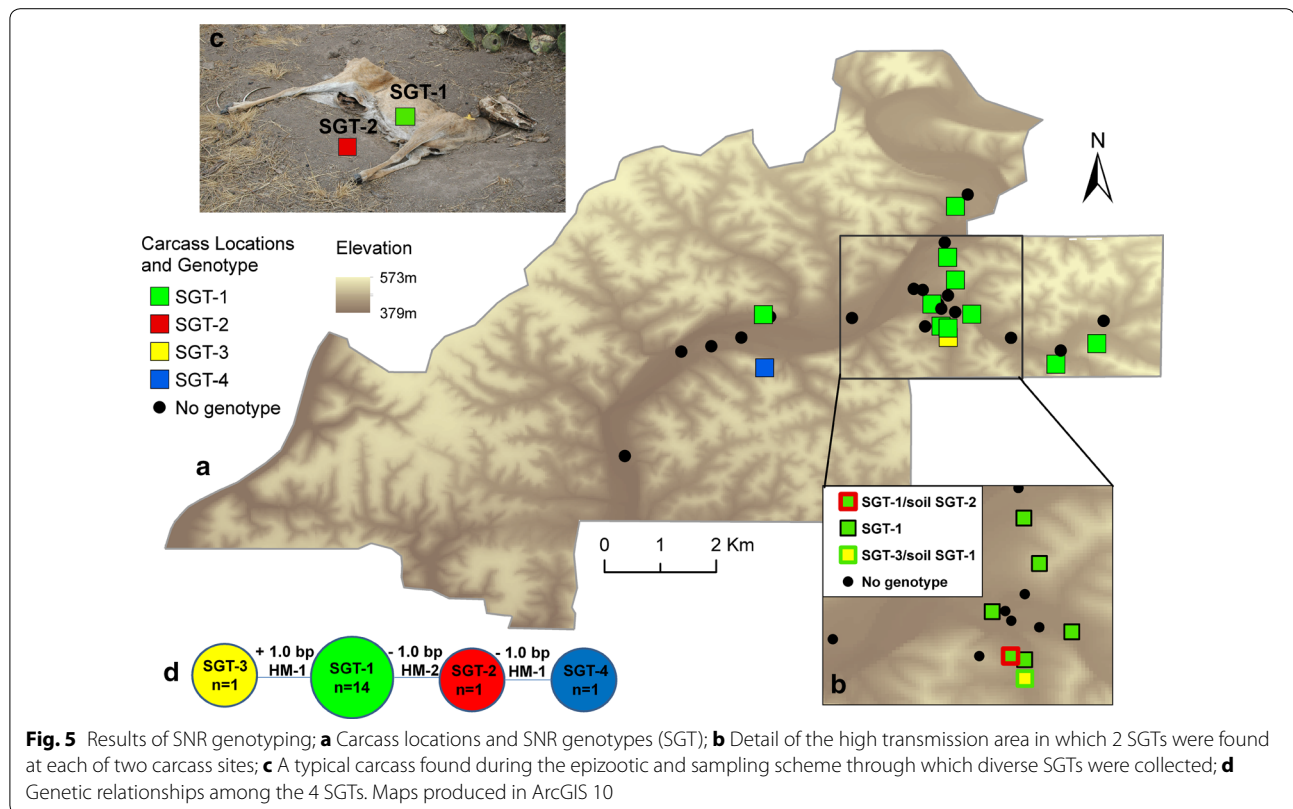 c
SGT-1
SGT-2
N
Carcass Locations
and Genotype
SGT-1
SGT-2
SGT-3
SGT-4
No genotype
Elevation
573m
379m
a
0 1 2 Km
SGT-1/soil SGT-2
SGT-1
SGT-3/soil SGT-1
No genotype
b
d
SGT-3
n=1
+ 1.0 bp
HM-1
SGT-1
n=14
- 1.0 bp
HM-2
SGT-2
n=1
- 1.0 bp
HM-1
SGT-4
n=1
Fig. 5 Results of SNR genotyping; a Carcass locations and SNR genotypes (SGT); b Detail of the high transmission area in which 2 SGTs were found
at each of two carcass sites; c A typical carcass found during the epizootic and sampling scheme through which diverse SGTs were collected; d
Genetic relationships among the 4 SGTs. Maps produced in ArcGIS 10